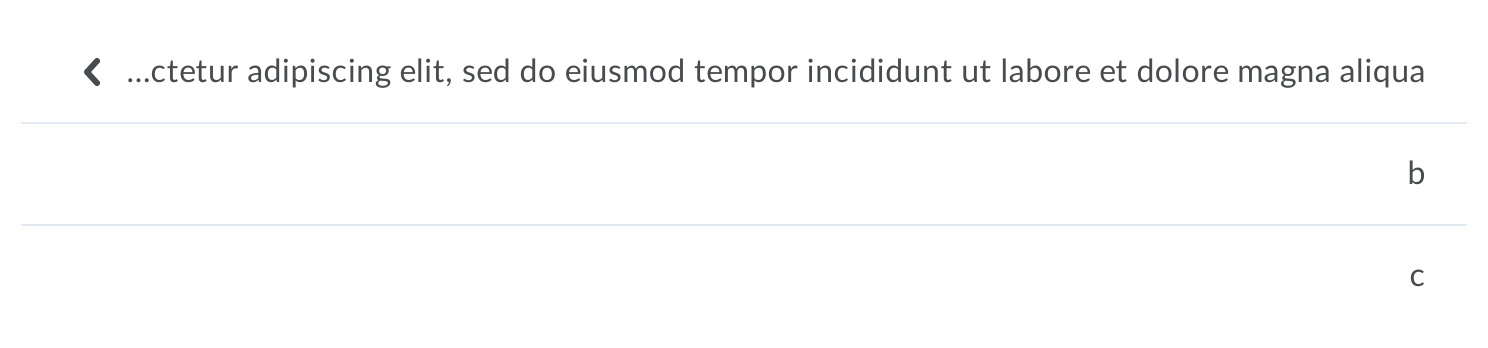 ...ctetur adipiscing elit, sed do eiusmod tempor incididunt ut labore et dolore magna aliqua
b
c